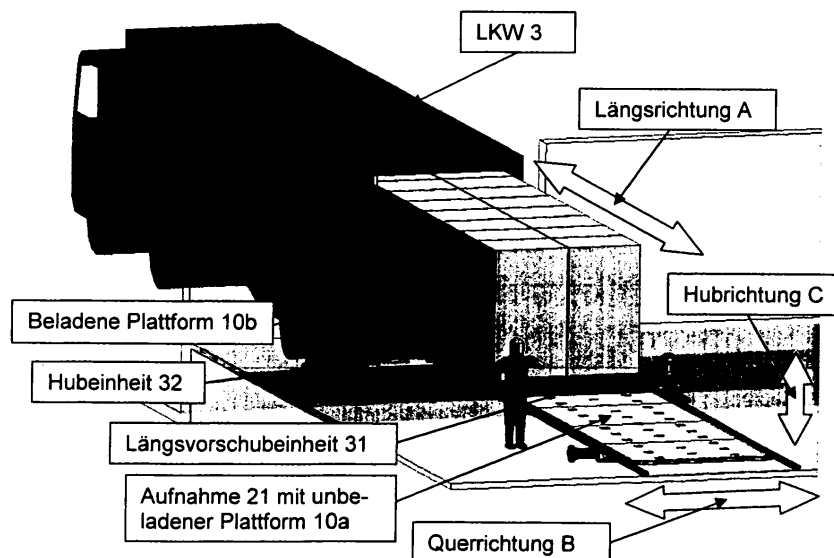 LKW 3
Längsrichtung A
Hubrichtung C
Beladene Plattform 10b
Hubeinheit 32
Längsvorschubeinheit 31
Aufnahme 21 mit unbe-
ladener Plattform 10a
Querrichtung B